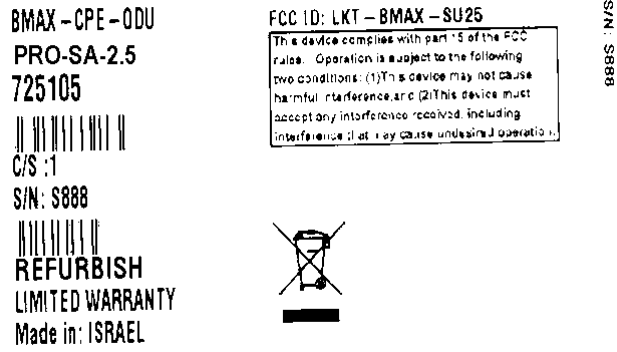 BMAX-CPE-ODU
PRO-SA-2.5
725105
C/S :1
S/N: S888
REFURBISH
LIMITED WARRANTY
Made in: ISRAEL
FCC ID: LKT-BMAX-SU25
This device complies with part 15 of the FCC
rules. Operation is subject to the following
two conditions: (1)This device may not cause
harmful interference,and (2)This device must
accept any interference received, including
interference that may cause undesired operation.
S/N: S888